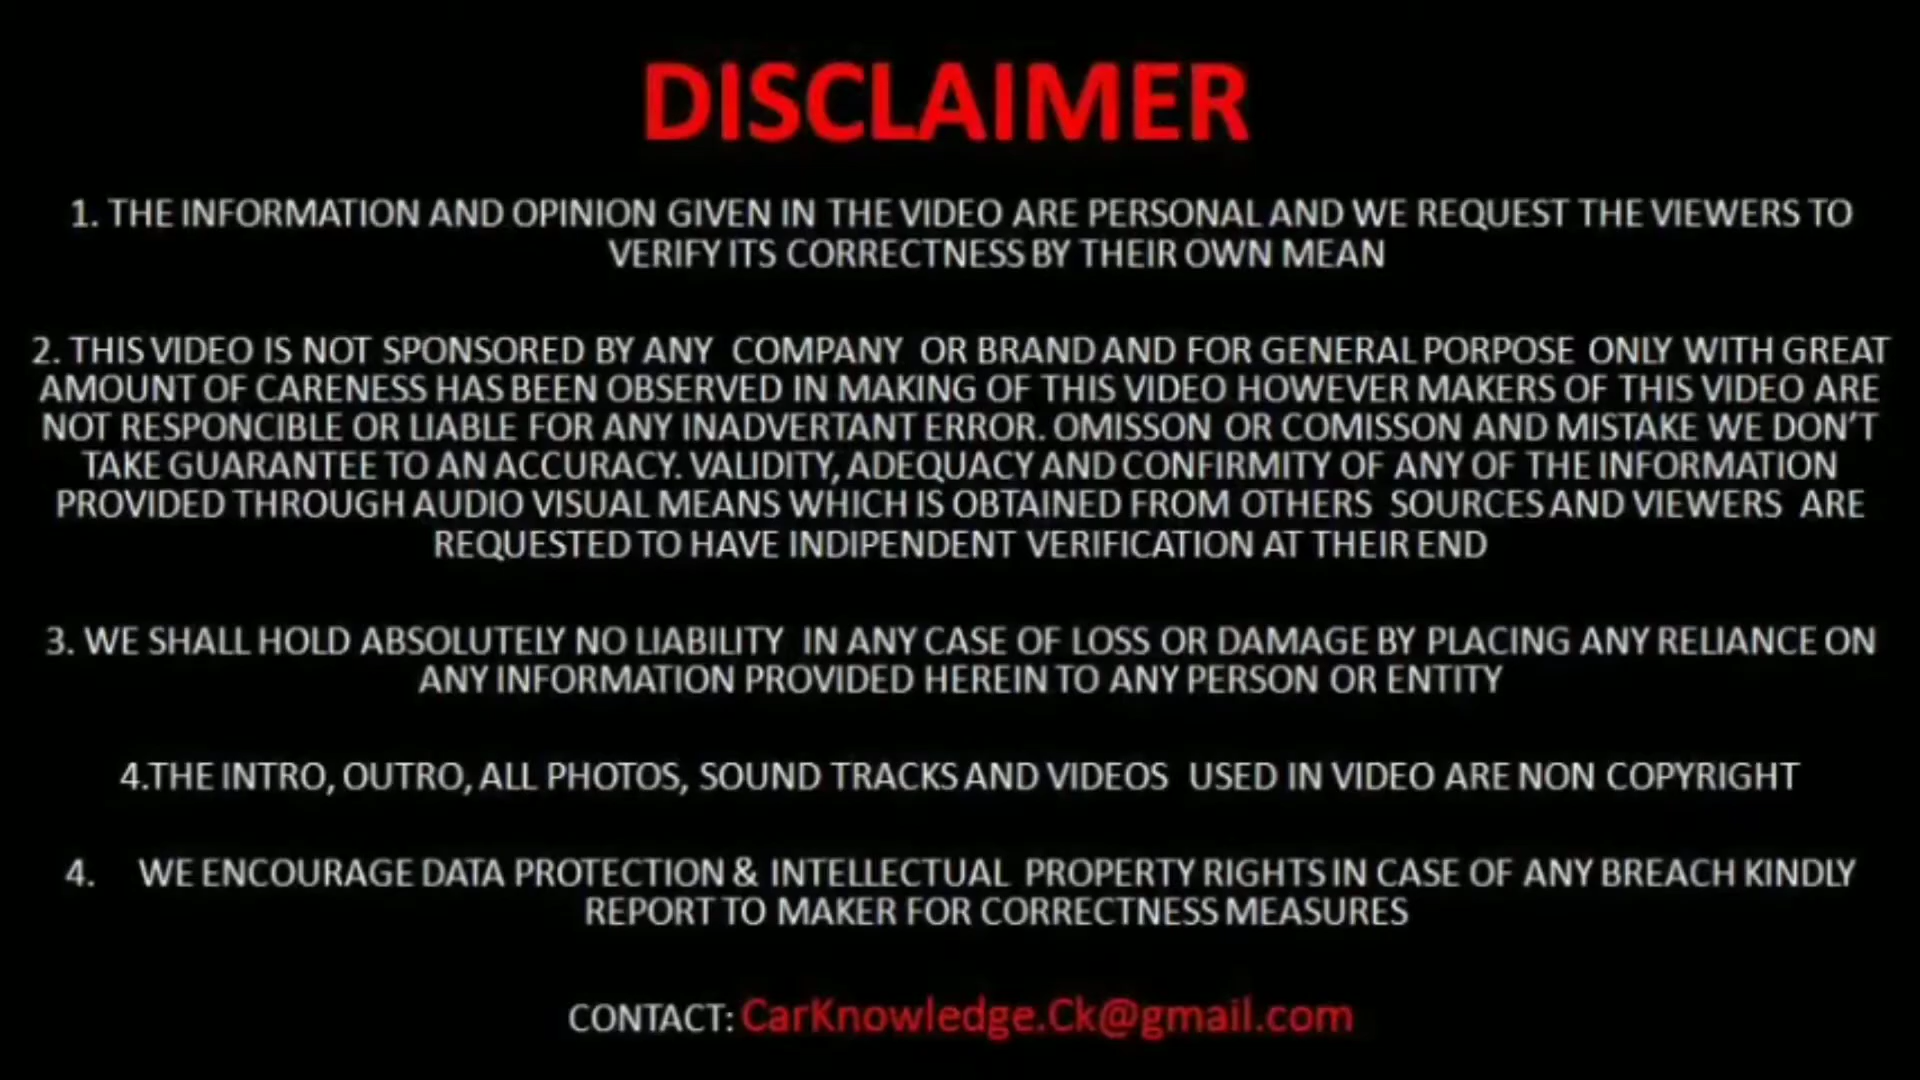 DISCLAIMER
1. THE INFORMATION AND OPINION GIVEN IN THE VIDEO ARE PERSONAL AND WE REQUEST THE VIEWERS TO
VERIFY ITS CORRECTNESS BY THEIR OWN MEAN
2. THIS VIDEO IS NOT SPONSORED BY ANY COMPANY OR BRAND AND FOR GENERAL PORPOSE ONLY WITH GREAT
AMOUNT OF CARENESS HAS BEEN OBSERVED IN MAKING OF THIS VIDEO HOWEVER MAKERS OF THIS VIDEO ARE
NOT RESPONCIBLE OR LIABLE FOR ANY INADVERTANT ERROR. OMISSON OR COMISSON AND MISTAKE WE DON'T
TAKE GUARANTEE TO AN ACCURACY. VALIDITY, ADEQUACY AND CONFIRMITY OF ANY OF THE INFORMATION
PROVIDED THROUGH AUDIO VISUAL MEANS WHICH IS OBTAINED FROM OTHERS SOURCES AND VIEWERS ARE
REQUESTED TO HAVE INDIPENDENT VERIFICATION AT THEIR END
3. WE SHALL HOLD ABSOLUTELY NO LIABILITY IN ANY CASE OF LOSS OR DAMAGE BY PLACING ANY RELIANCE ON
ANY INFORMATION PROVIDED HEREIN TO ANY PERSON OR ENTITY
4.THE INTRO, OUTRO, ALL PHOTOS, SOUND TRACKS AND VIDEOS USED IN VIDEO ARE NON COPYRIGHT
4. WE ENCOURAGE DATA PROTECTION & INTELLECTUAL PROPERTY RIGHTS IN CASE OF ANY BREACH KINDLY
REPORT TO MAKER FOR CORRECTNESS MEASURES
CONTACT: CarKnowledge.Ck@gmail.com